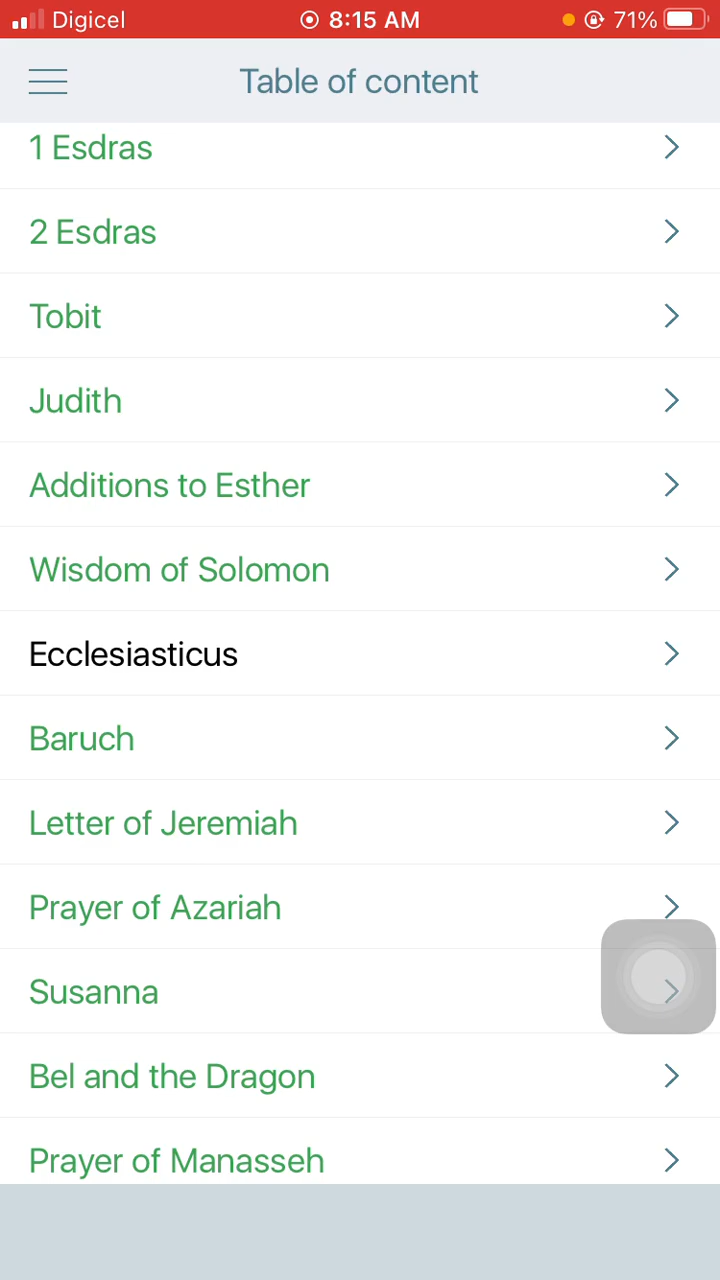 Digicel 8:15 AM 71%
Table of content
1 Esdras
2 Esdras
Tobit
Judith
Additions to Esther
Wisdom of Solomon
Ecclesiasticus
Baruch
Letter of Jeremiah
Prayer of Azariah
Susanna
Bel and the Dragon
Prayer of Manasseh